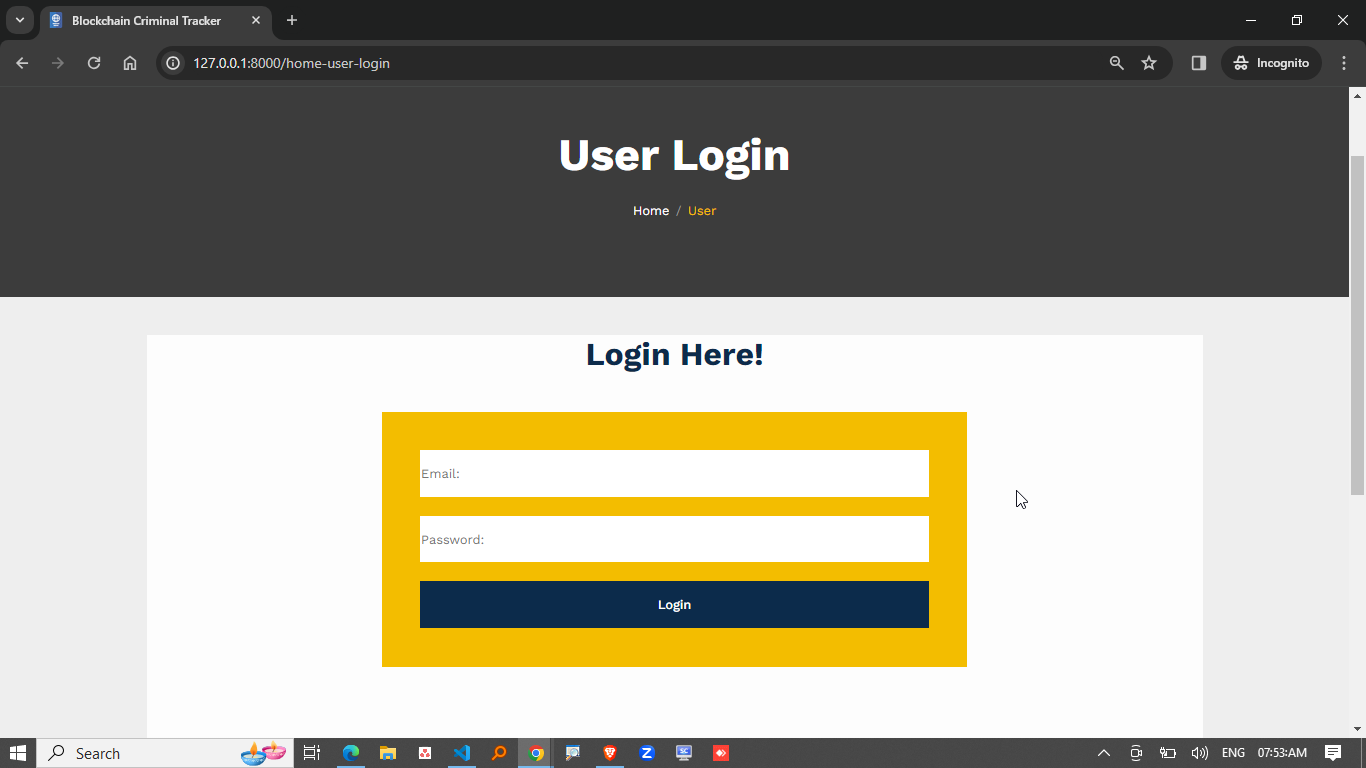 Blockchain Criminal Tracker
127.0.0.1:8000/home-user-login
Incognito
User Login
Home / User
Login Here!
Email:
Password:
Login
Search
ENG
07:53:AM